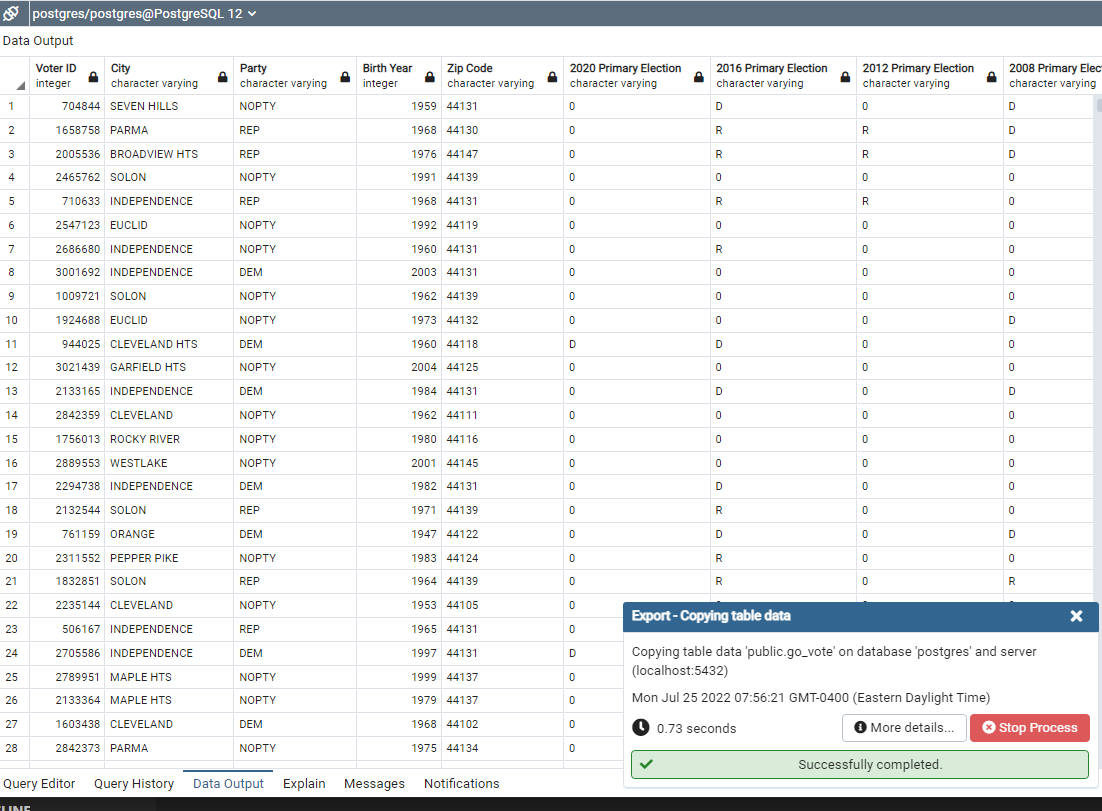 postgres/postgres@PostgreSQL 12
Data Output
Voter ID City Party Birth Year Zip Code 2020 Primary Election 2016 Primary Election 2012 Primary Election 2008 Primary Elec
integer character varying character varying integer character varying character varying character varying character varying character varying
1 704844 SEVEN HILLS NOPTY 1959 44131 0 D 0 D
2 1658758 PARMA REP 1968 44130 0 R R D
3 2005536 BROADVIEW HTS REP 1976 44147 0 R R D
4 2465762 SOLON NOPTY 1991 44139 0 0 0 0
5 710633 INDEPENDENCE REP 1968 44131 0 R R 0
6 2547123 EUCLID NOPTY 1992 44119 0 0 0 0
7 2686680 INDEPENDENCE NOPTY 1960 44131 0 R 0 0
8 3001692 INDEPENDENCE DEM 2003 44131 0 0 0 0
9 1009721 SOLON NOPTY 1962 44139 0 0 0 0
10 1924688 EUCLID NOPTY 1973 44132 0 0 0 D
11 944025 CLEVELAND HTS DEM 1960 44118 D D 0 0
12 3021439 GARFIELD HTS NOPTY 2004 44125 0 0 0 0
13 2133165 INDEPENDENCE DEM 1984 44131 0 D 0 D
14 2842359 CLEVELAND NOPTY 1962 44111 0 0 0 0
15 1756013 ROCKY RIVER NOPTY 1980 44116 0 0 0 0
16 2889553 WESTLAKE NOPTY 2001 44145 0 0 0 0
17 2294738 INDEPENDENCE DEM 1982 44131 0 D 0 0
18 2132544 SOLON REP 1971 44139 0 R 0 0
19 761159 ORANGE DEM 1947 44122 0 D 0 D
20 2311552 PEPPER PIKE NOPTY 1983 44124 0 R 0 0
21 1832851 SOLON REP 1964 44139 0 R 0 R
22 2235144 CLEVELAND NOPTY 1953 44105 0
23 506167 INDEPENDENCE REP 1965 44131 0
24 2705586 INDEPENDENCE DEM 1997 44131 D
25 2789951 MAPLE HTS NOPTY 1999 44137 0
26 2133364 MAPLE HTS NOPTY 1979 44137 0
27 1603438 CLEVELAND DEM 1968 44102 0
28 2842373 PARMA NOPTY 1975 44134 0
Export - Copying table data
Copying table data 'public.go_vote' on database 'postgres' and server
(localhost:5432)
Mon Jul 25 2022 07:56:21 GMT-0400 (Eastern Daylight Time)
0.73 seconds More details... Stop Process
Successfully completed.
Query Editor Query History Data Output Explain Messages Notifications